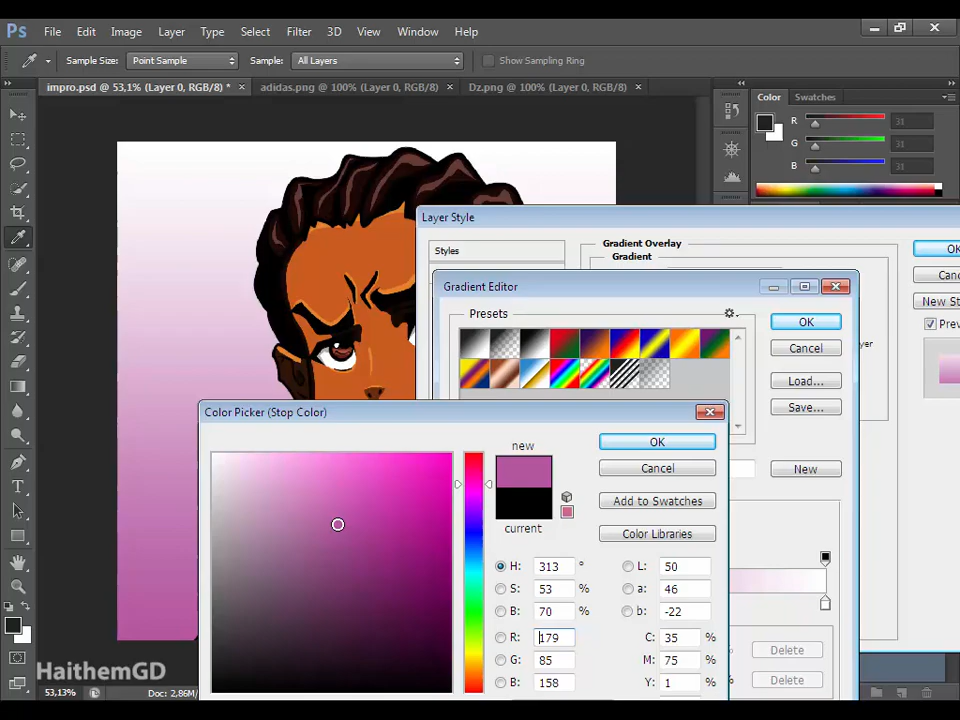 Ps File Edit Image Layer Type Select Filter 3D View Window Help
Sample Size: Point Sample Sample: All Layers Show Sampling Ring
impro.psd @ 53,1% (Layer 0, RGB/8) * × adidas.png @ 100% (Layer 0, RGB/8) × Dz.png @ 100% (Layer 0, RGB/8) ×
Color Swatches
R 31
G 31
B 31
Layer Style
Styles
Gradient Overlay
Gradient
OK
Cance
New St
Prev
Gradient Editor
Presets
OK
Cancel
Load...
Save...
New
Delete
Delete
Color Picker (Stop Color)
new
current
OK
Cancel
Add to Swatches
Color Libraries
H: 313 ° L: 50
S: 53 % a: 46
B: 70 % b: -22
R: 179 C: 35 %
G: 85 M: 75 %
B: 158 Y: 1 %
HaithemGD
53,13% Doc: 2,86M/